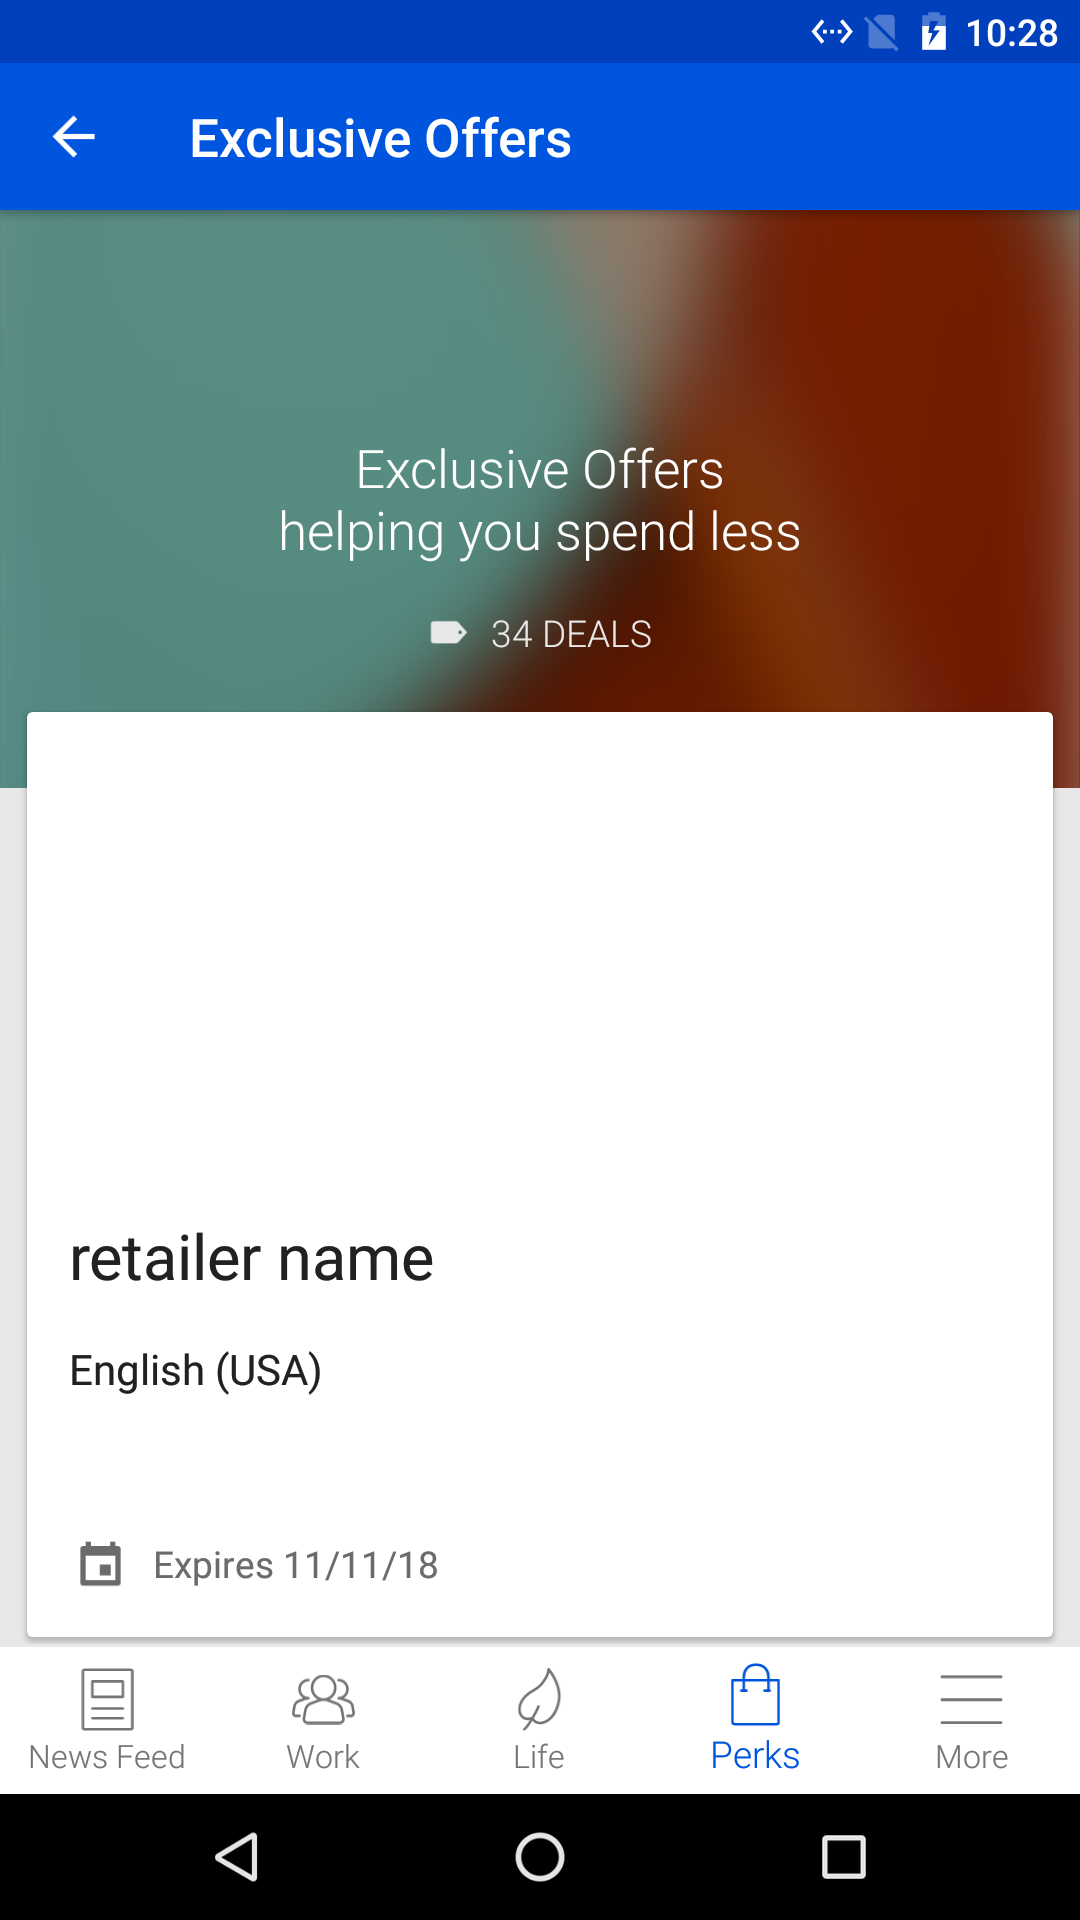 10:28
Exclusive Offers
Exclusive Offers
helping you spend less
34 DEALS
retailer name
English (USA)
Expires 11/11/18
News Feed
Work
Life
Perks
More